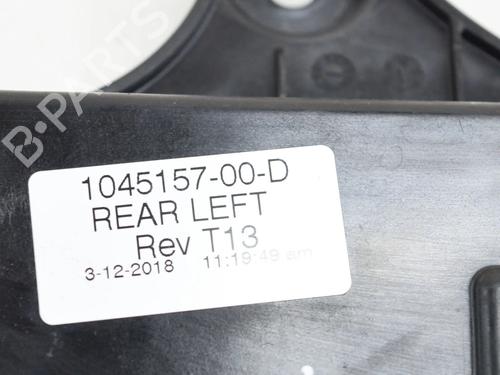 B-PARTS
1045157-00-D
REAR LEFT
Rev T13
3-12-2018 11:19:49 am